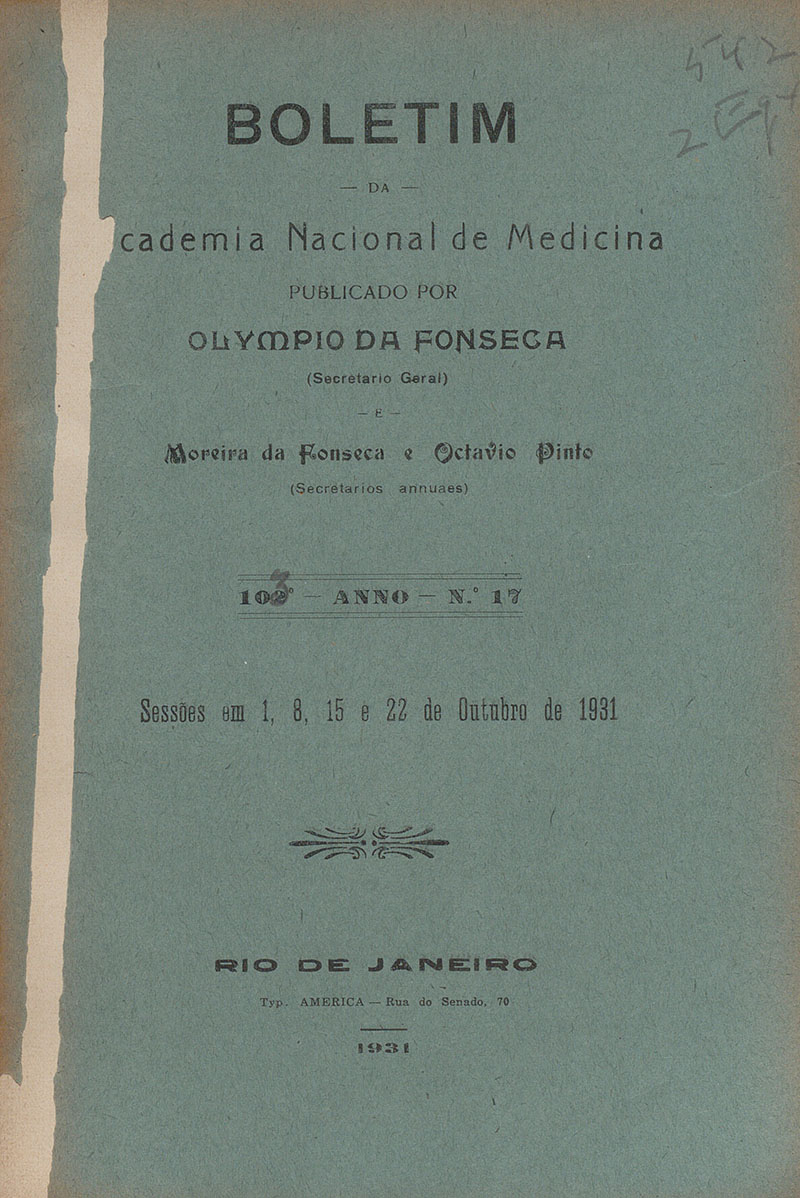 BOLETIM
— DA —
cademia Nacional de Medicina
PUBLICADO POR
OLYMPIO DA FONSECA
(Secretario Geral)
— E —
Moreira da Fonseca e Octavio Pinto
(Secretarios annuaes)
103° — ANNO — N.° 17
Sessões em 1, 8, 15 e 22 de Outubro de 1931
RIO DE JANEIRO
Typ. AMERICA — Rua do Senado, 70
1931
542